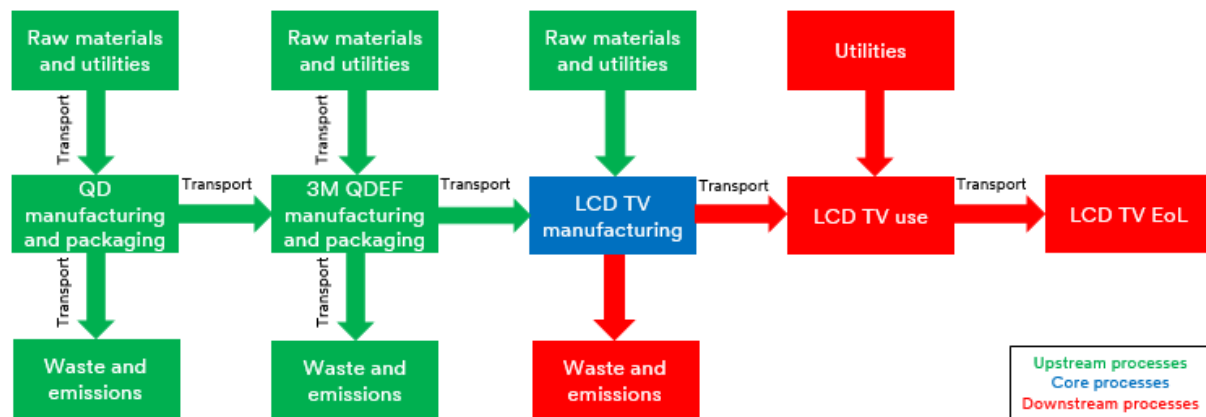 Raw materials
and utilities
Raw materials
and utilities
Raw materials
and utilities
Utilities
Transport
Transport
QD
manufacturing
and packaging
Transport
3M QDEF
manufacturing
and packaging
Transport
LCD TV
manufacturing
Transport
LCD TV use
Transport
LCD TV EoL
Transport
Transport
Waste and
emissions
Waste and
emissions
Waste and
emissions
Upstream processes
Core processes
Downstream processes